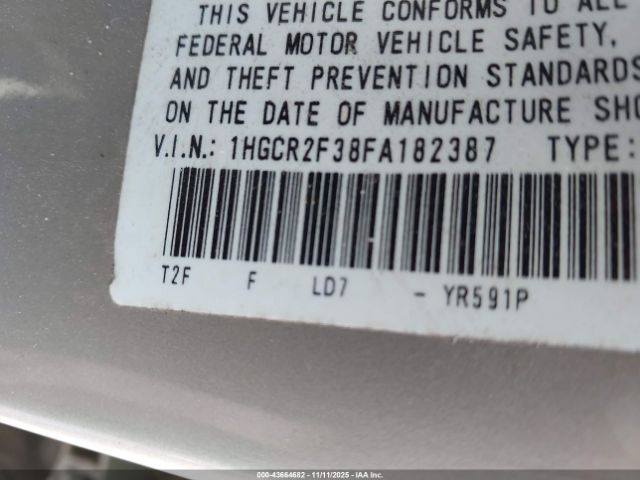 THIS VEHICLE CONFORMS TO ALL
FEDERAL MOTOR VEHICLE SAFETY,
AND THEFT PREVENTION STANDARDS
ON THE DATE OF MANUFACTURE SHO
V.I.N.: 1HGCR2F38FA182387 TYPE:
T2F F LD7 - YR591P
000-43664682 - 11/11/2025 - IAA Inc.